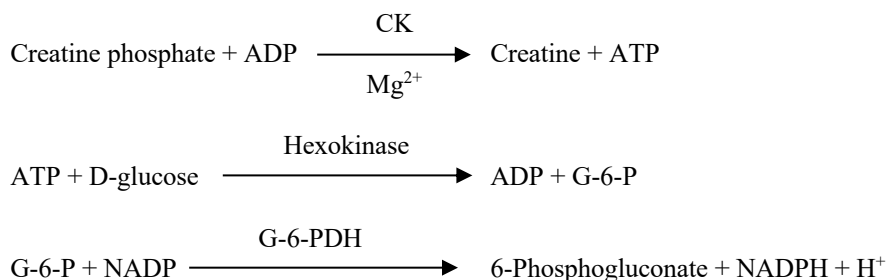 CK
Creatine phosphate + ADP Creatine + ATP
Mg²⁺
Hexokinase
ATP + D-glucose ADP + G-6-P
G-6-PDH
G-6-P + NADP 6-Phosphogluconate + NADPH + H⁺